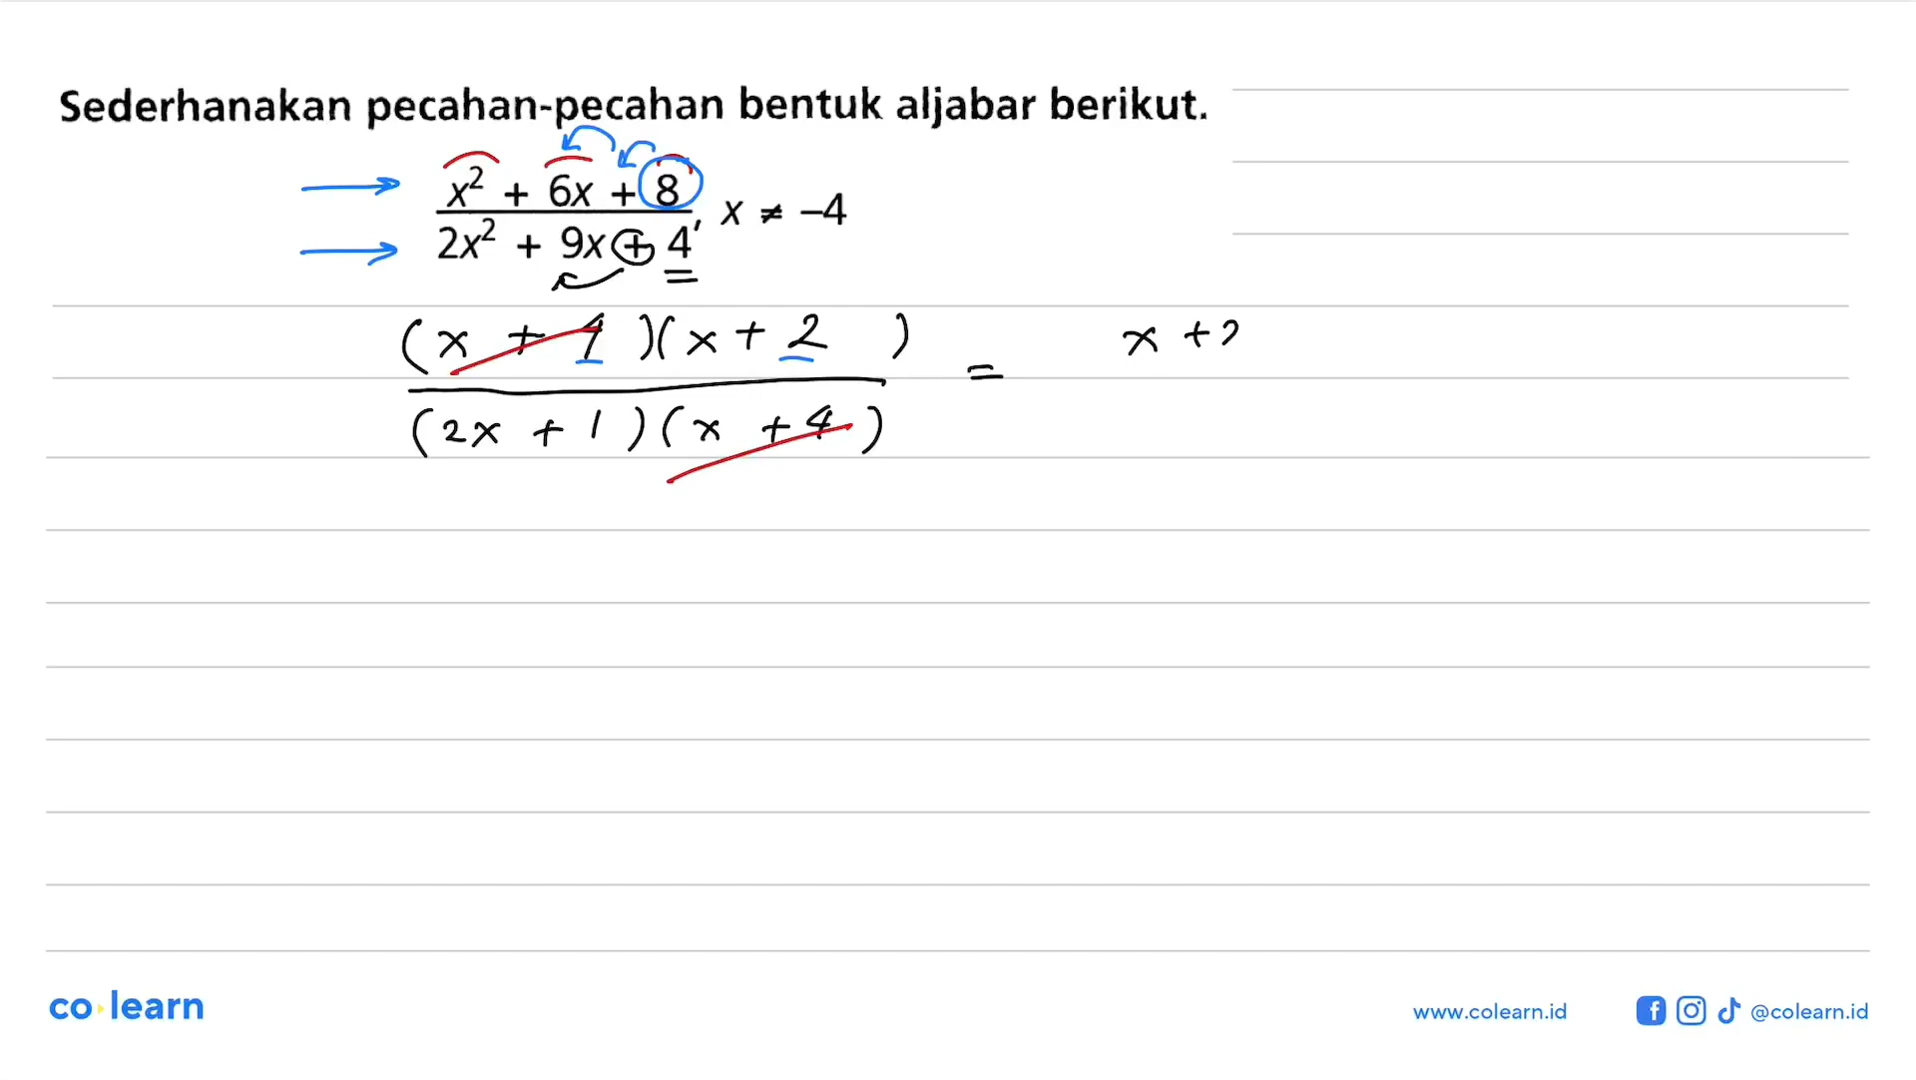 Sederhanakan pecahan-pecahan bentuk aljabar berikut.
x² + 6x + 8
2x² + 9x + 4 , x ≠ –4
(x + 4)(x + 2)
= x + 2
(2x + 1)(x + 4)
co learn
www.colearn.id
@colearn.id